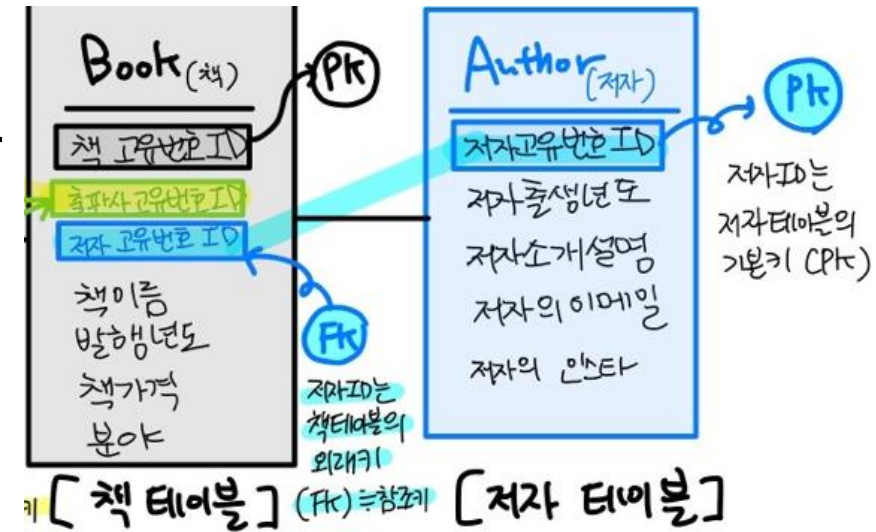 Book (책)
PK
책 고유번호 ID
출판사 고유번호 ID
저자 고유번호 ID
책이름
발행년도
책가격
분야
FK
저자ID는
책테이블의
외래키
(FK) ≒참조키
키 [ 책 테이블 ]
Author (저자)
PK
저자고유번호 ID
저자출생년도
저자소개설명
저자의 이메일
저자의 인스타
저자ID는
저자테이블의
기본키 (PK)
[ 저자 테이블 ]